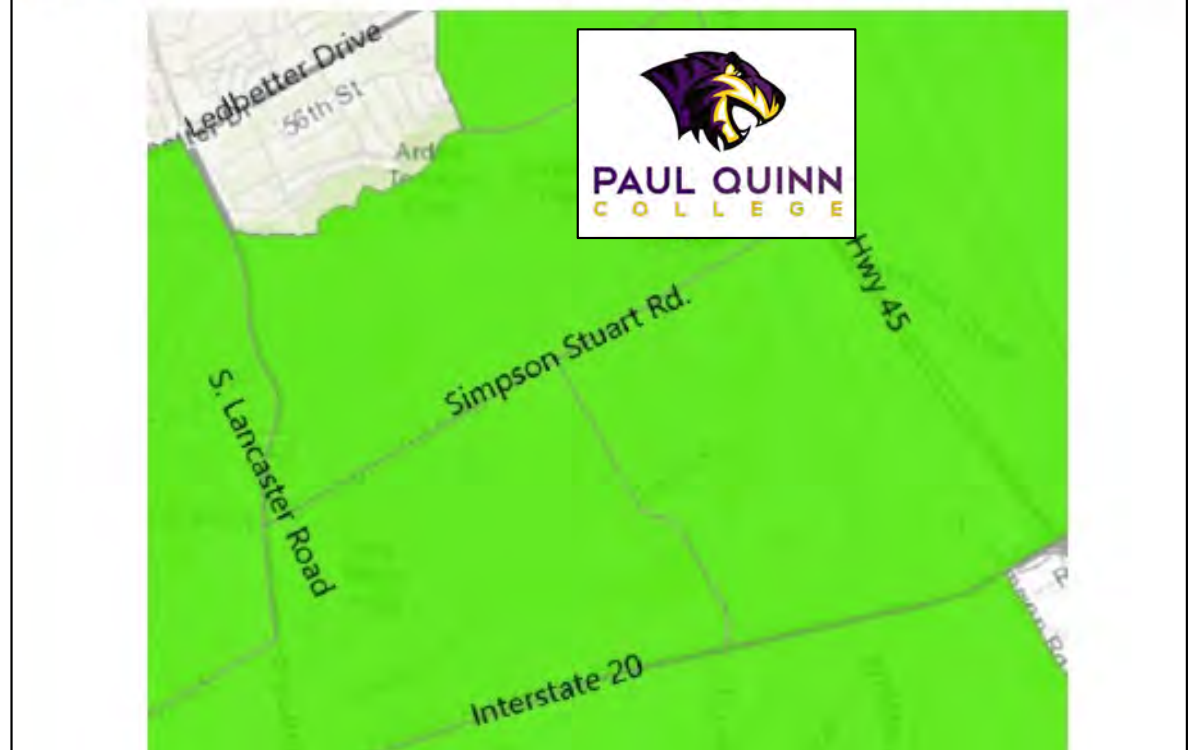 Ledbetter Drive
56th St
PAUL QUINN
COLLEGE
Hwy 45
Simpson Stuart Rd.
S. Lancaster Road
Interstate 20